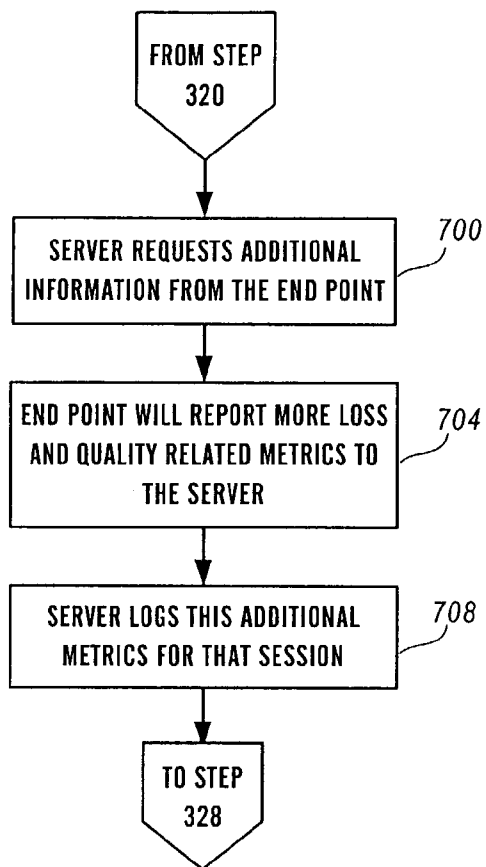 FROM STEP
320
SERVER REQUESTS ADDITIONAL
INFORMATION FROM THE END POINT
700
END POINT WILL REPORT MORE LOSS
AND QUALITY RELATED METRICS TO
THE SERVER
704
SERVER LOGS THIS ADDITIONAL
METRICS FOR THAT SESSION
708
TO STEP
328